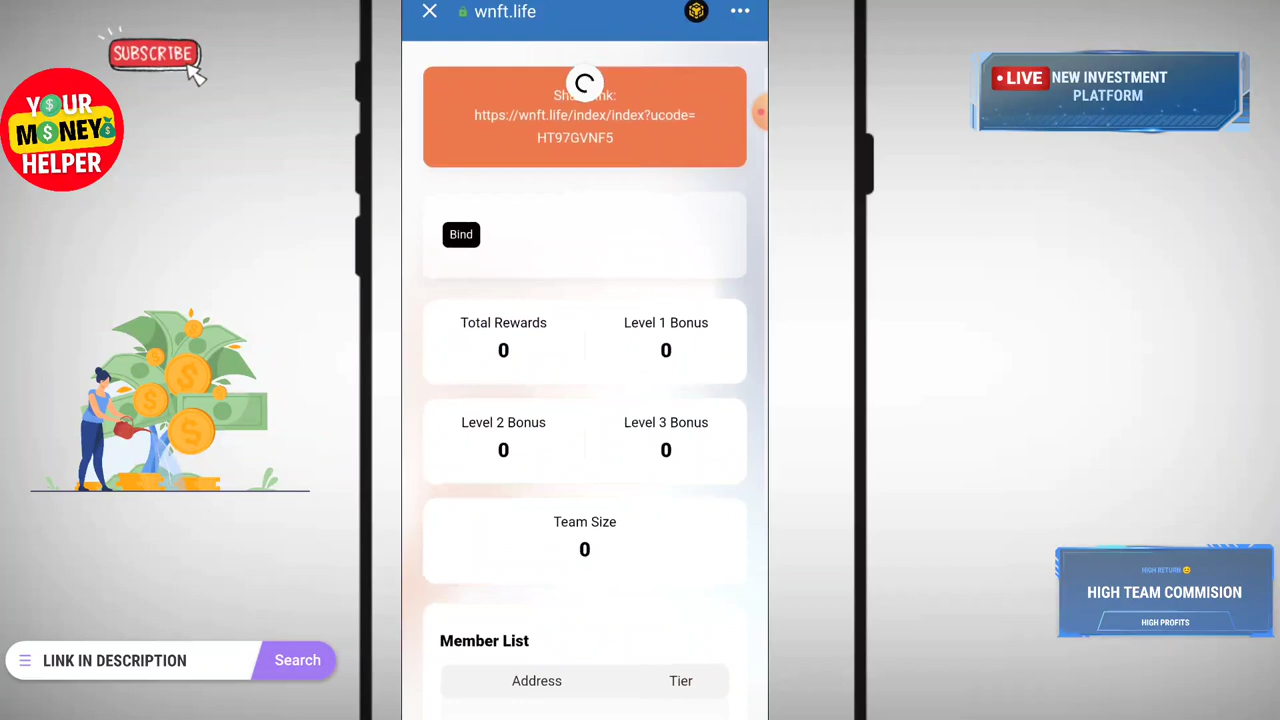 SUBSCRIBE
YOUR
MONEY
HELPER
wnft.life
https://wnft.life/index/index?ucode=
HT97GVNF5
Bind
Total Rewards
0
Level 1 Bonus
0
Level 2 Bonus
0
Level 3 Bonus
0
Team Size
0
Member List
Address Tier
LIVE NEW INVESTMENT
PLATFORM
HIGH RETURN
HIGH TEAM COMMISION
HIGH PROFITS
LINK IN DESCRIPTION
Search